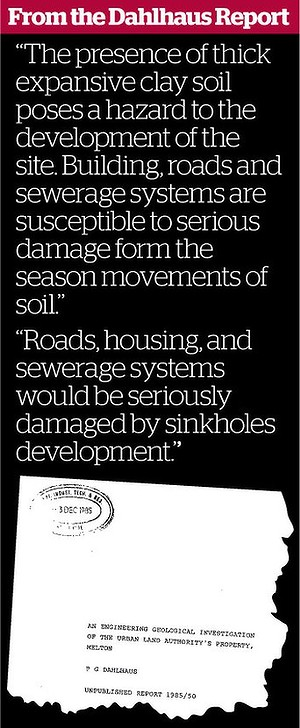 From the Dahlhaus Report
“The presence of thick
expansive clay soil
poses a hazard to the
development of the
site. Building, roads and
sewerage systems are
susceptible to serious
damage form the
season movements of
soil.”
“Roads, housing, and
sewerage systems
would be seriously
damaged by sinkholes
development.”
3 DEC 1985
AN ENGINEERING GEOLOGICAL INVESTIGATION
OF THE URBAN LAND AUTHORITY'S PROPERTY,
MELTON
P G DAHLHAUS
UNPUBLISHED REPORT 1985/50